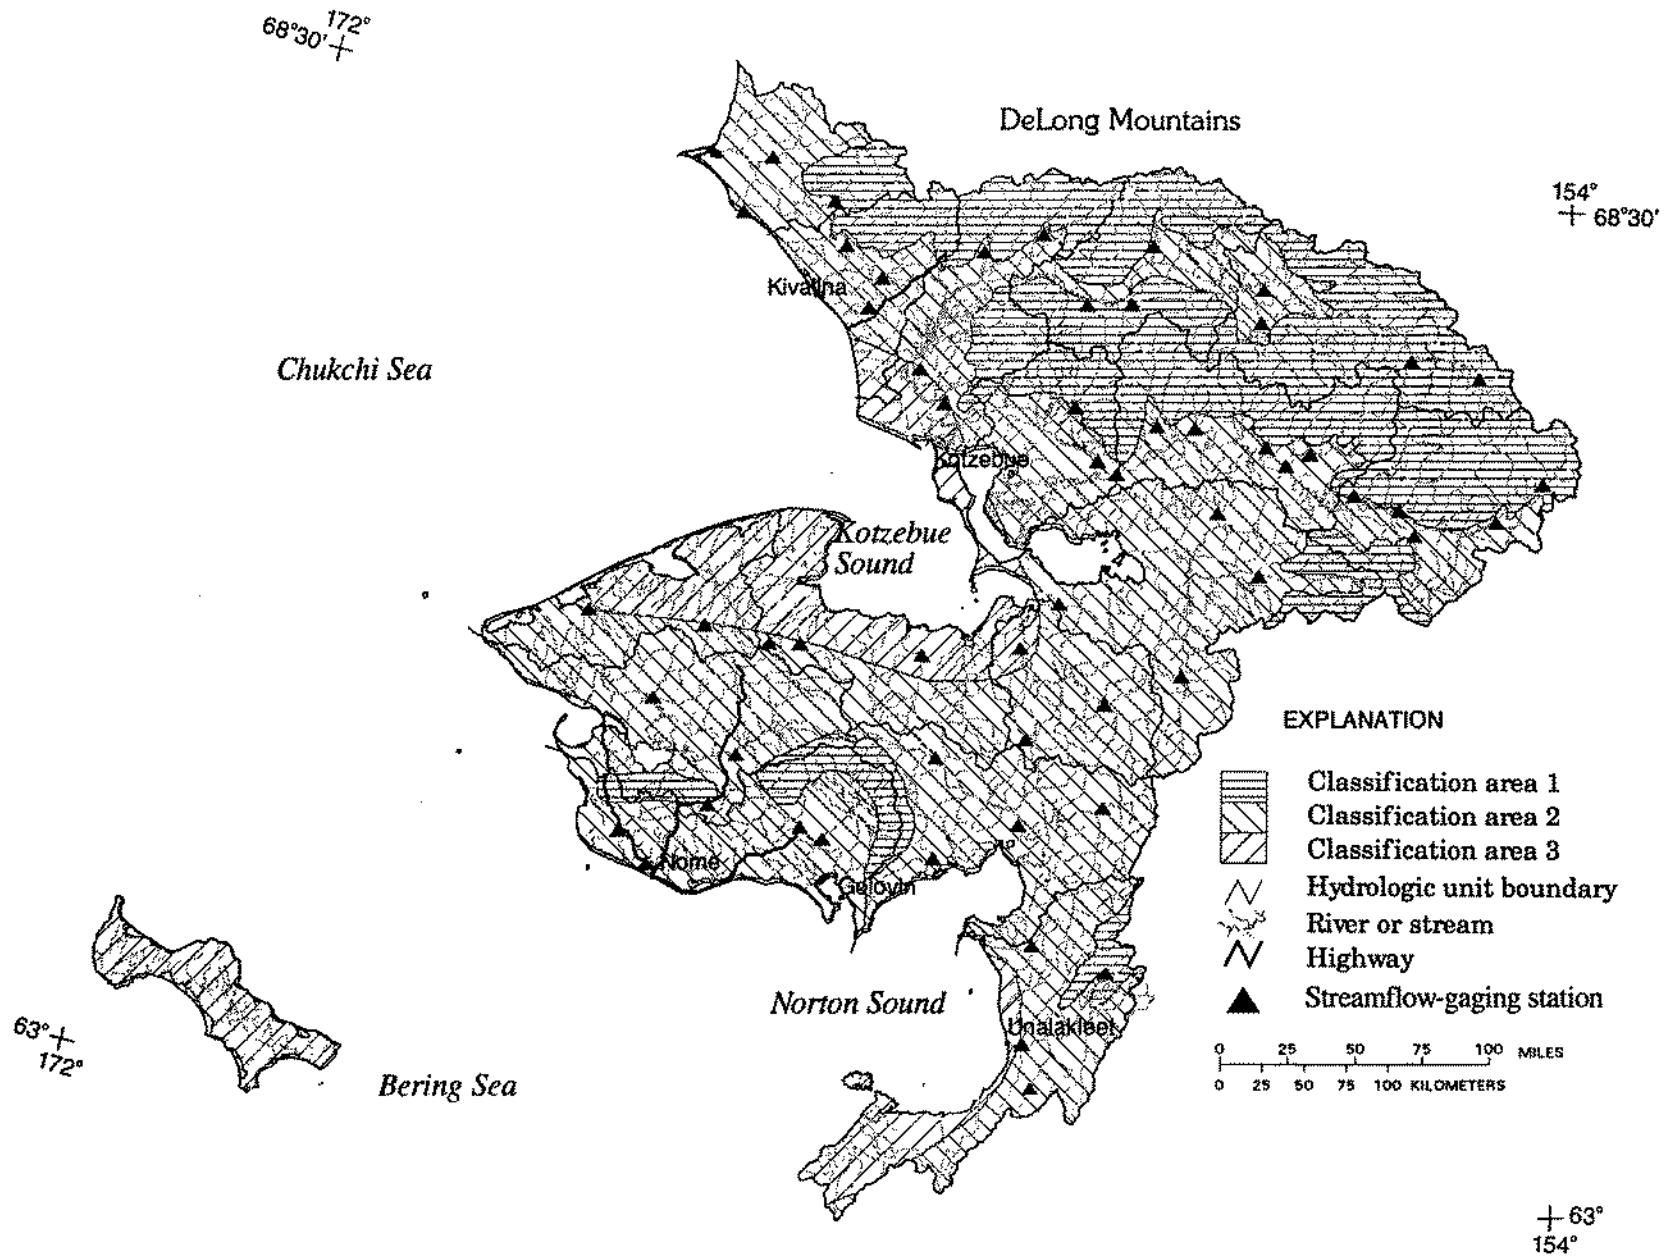 172°
68°30'
DeLong Mountains
154°
68°30'
Kivalina
Chukchi Sea
Kotzebue
Kotzebue
Sound
EXPLANATION
Classification area 1
Classification area 2
Classification area 3
Hydrologic unit boundary
River or stream
Highway
Streamflow-gaging station
0 25 50 75 100 MILES
0 25 50 75 100 KILOMETERS
Nome
Golovin
Norton Sound
Unalakleet
63°
172°
Bering Sea
63°
154°